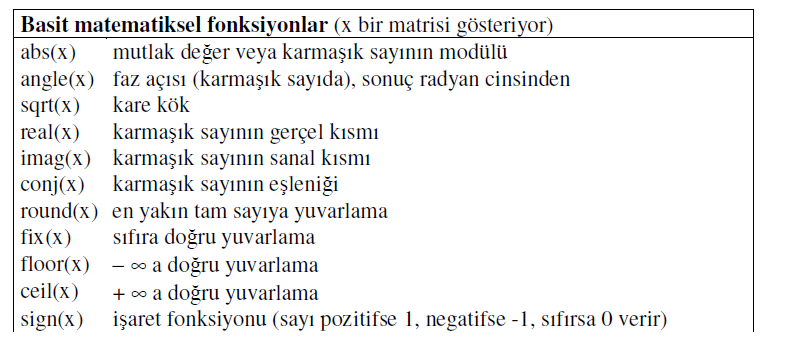 Basit matematiksel fonksiyonlar (x bir matrisi gösteriyor)
abs(x) mutlak değer veya karmaşık sayının modülü
angle(x) faz açısı (karmaşık sayıda), sonuç radyan cinsinden
sqrt(x) kare kök
real(x) karmaşık sayının gerçel kısmı
imag(x) karmaşık sayının sanal kısmı
conj(x) karmaşık sayının eşleniği
round(x) en yakın tam sayıya yuvarlama
fix(x) sıfıra doğru yuvarlama
floor(x) – ∞ a doğru yuvarlama
ceil(x) + ∞ a doğru yuvarlama
sign(x) işaret fonksiyonu (sayı pozitifse 1, negatifse -1, sıfırsa 0 verir)